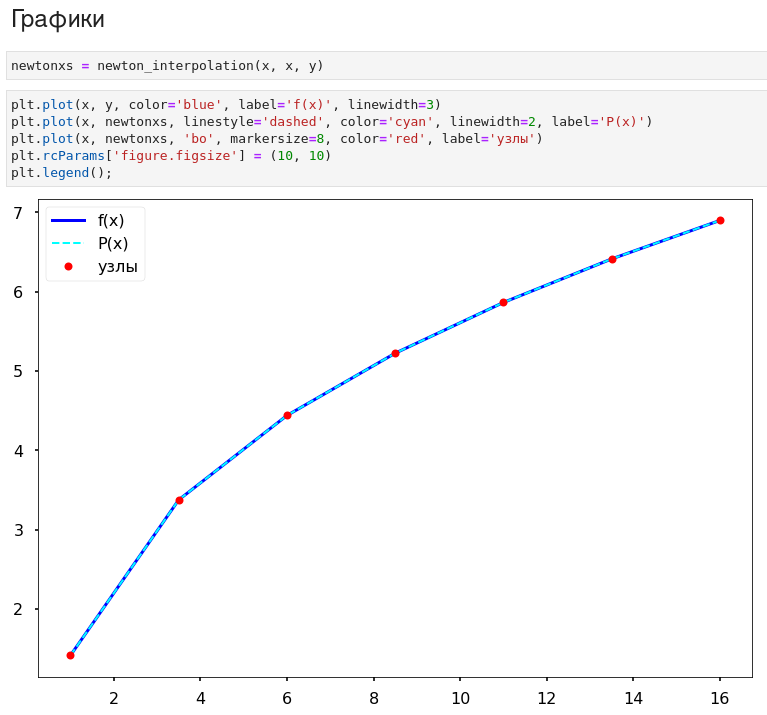 Графики
newtonxs = newton_interpolation(x, x, y)
plt.plot(x, y, color='blue', label='f(x)', linewidth=3)
plt.plot(x, newtonxs, linestyle='dashed', color='cyan', linewidth=2, label='P(x)')
plt.plot(x, newtonxs, 'bo', markersize=8, color='red', label='узлы')
plt.rcParams['figure.figsize'] = (10, 10)
plt.legend();
f(x)
P(x)
узлы
7
6
5
4
3
2
2 4 6 8 10 12 14 16